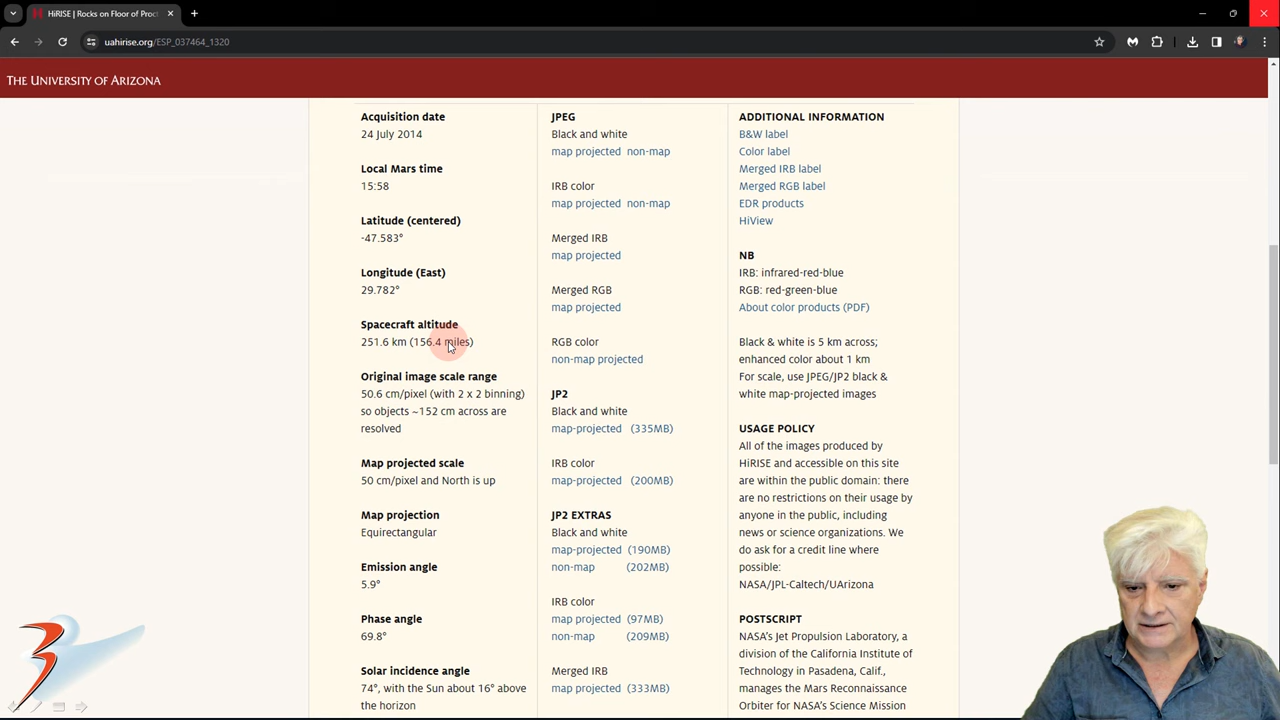 HiRISE | Rocks on Floor of Proct
uahirise.org/ESP_037464_1320
THE UNIVERSITY OF ARIZONA
Acquisition date
24 July 2014
Local Mars time
15:58
Latitude (centered)
-47.583°
Longitude (East)
29.782°
Spacecraft altitude
251.6 km (156.4 miles)
Original image scale range
50.6 cm/pixel (with 2 x 2 binning)
so objects ~152 cm across are
resolved
Map projected scale
50 cm/pixel and North is up
Map projection
Equirectangular
Emission angle
5.9°
Phase angle
69.8°
Solar incidence angle
74°, with the Sun about 16° above
the horizon
JPEG
Black and white
map projected non-map
IRB color
map projected non-map
Merged IRB
map projected
Merged RGB
map projected
RGB color
non-map projected
JP2
Black and white
map-projected (335MB)
IRB color
map-projected (200MB)
JP2 EXTRAS
Black and white
map-projected (190MB)
non-map (202MB)
IRB color
map projected (97MB)
non-map (209MB)
Merged IRB
map projected (333MB)
ADDITIONAL INFORMATION
B&W label
Color label
Merged IRB label
Merged RGB label
EDR products
HiView
NB
IRB: infrared-red-blue
RGB: red-green-blue
About color products (PDF)
Black & white is 5 km across;
enhanced color about 1 km
For scale, use JPEG/JP2 black &
white map-projected images
USAGE POLICY
All of the images produced by
HiRISE and accessible on this site
are within the public domain: there
are no restrictions on their usage by
anyone in the public, including
news or science organizations. We
do ask for a credit line where
possible:
NASA/JPL-Caltech/UArizona
POSTSCRIPT
NASA's Jet Propulsion Laboratory, a
division of the California Institute of
Technology in Pasadena, Calif.,
manages the Mars Reconnaissance
Orbiter for NASA's Science Mission